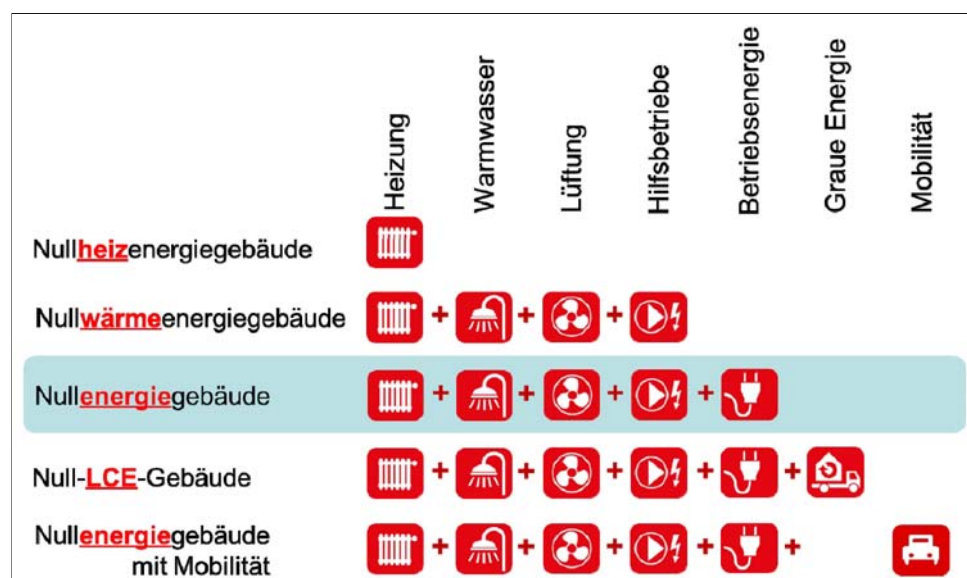 Heizung
Warmwasser
Lüftung
Hilfsbetriebe
Betriebsenergie
Graue Energie
Mobilität
Nullheizenergiegebäude
Nullwärmeenergiegebäude
+ + +
Nullenergiegebäude
+ + + +
Null-LCE-Gebäude
+ + + + +
Nullenergiegebäude
mit Mobilität
+ + + + +